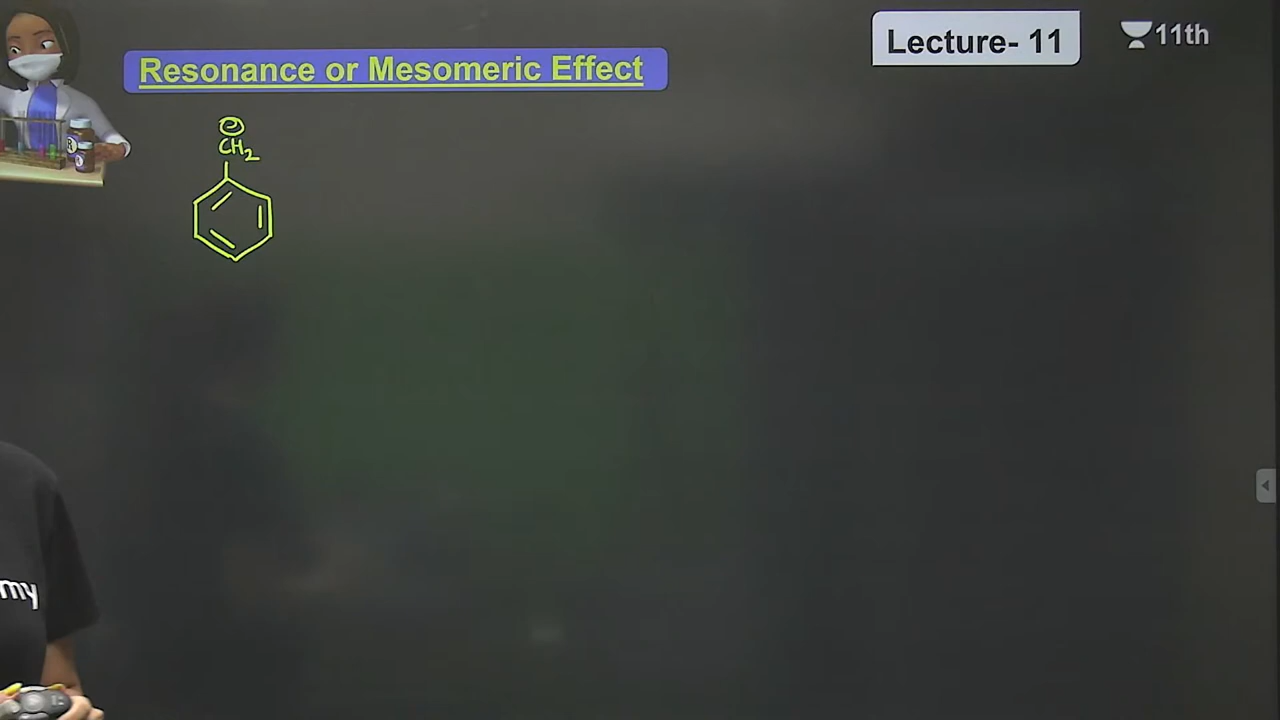 Lecture- 11
11th
Resonance or Mesomeric Effect
⊖
CH₂
my